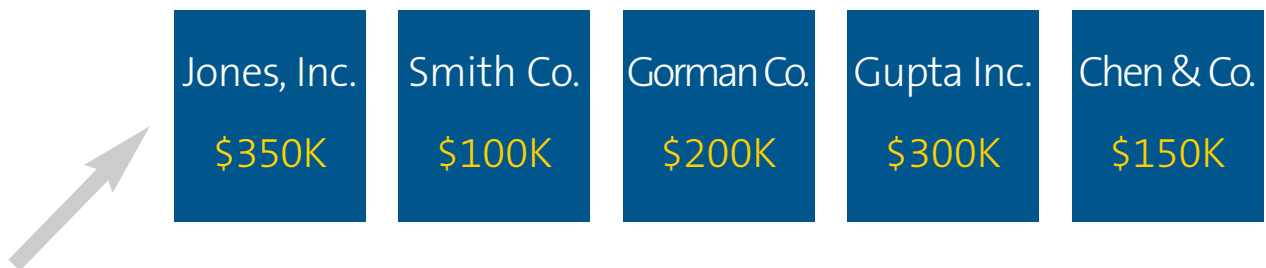 Jones, Inc.
$350K
Smith Co.
$100K
Gorman Co.
$200K
Gupta Inc.
$300K
Chen & Co.
$150K